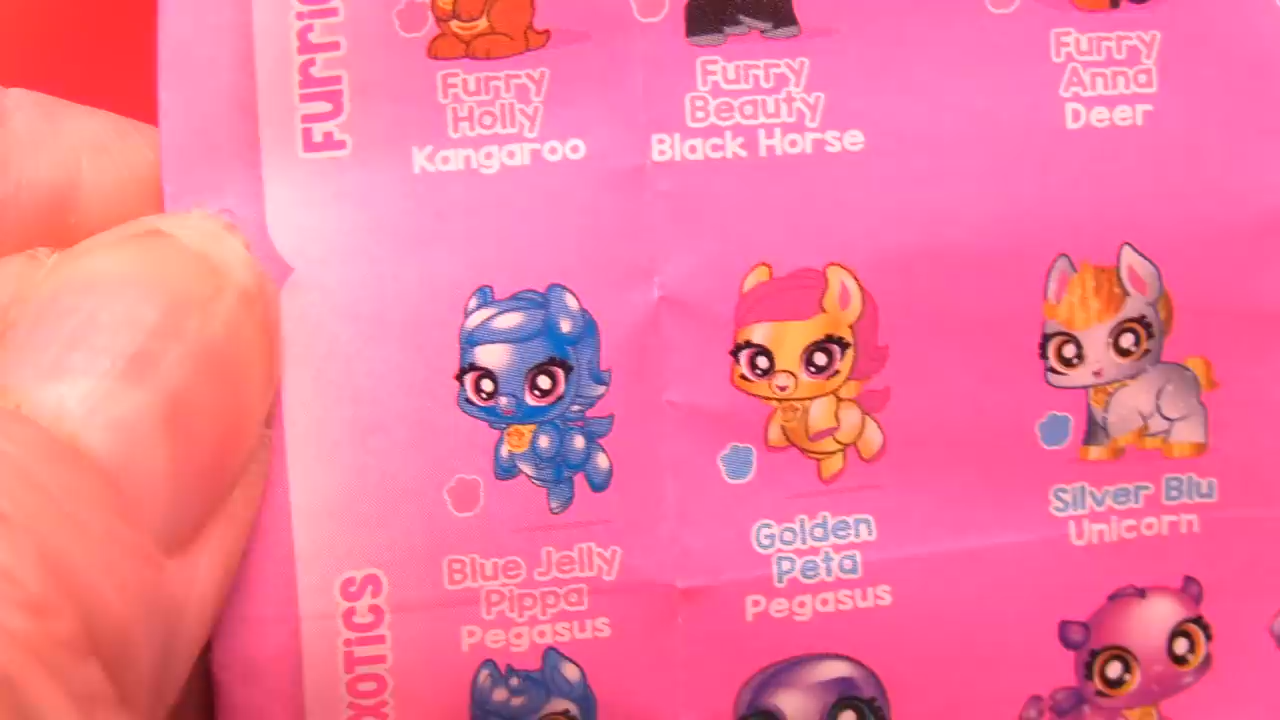 FURRIE
Furry
Holly
Kangaroo
Furry
Beauty
Black Horse
Furry
Anna
Deer
Blue Jelly
Pippa
Pegasus
Golden
Peta
Pegasus
Silver Blu
Unicorn
XOTICS